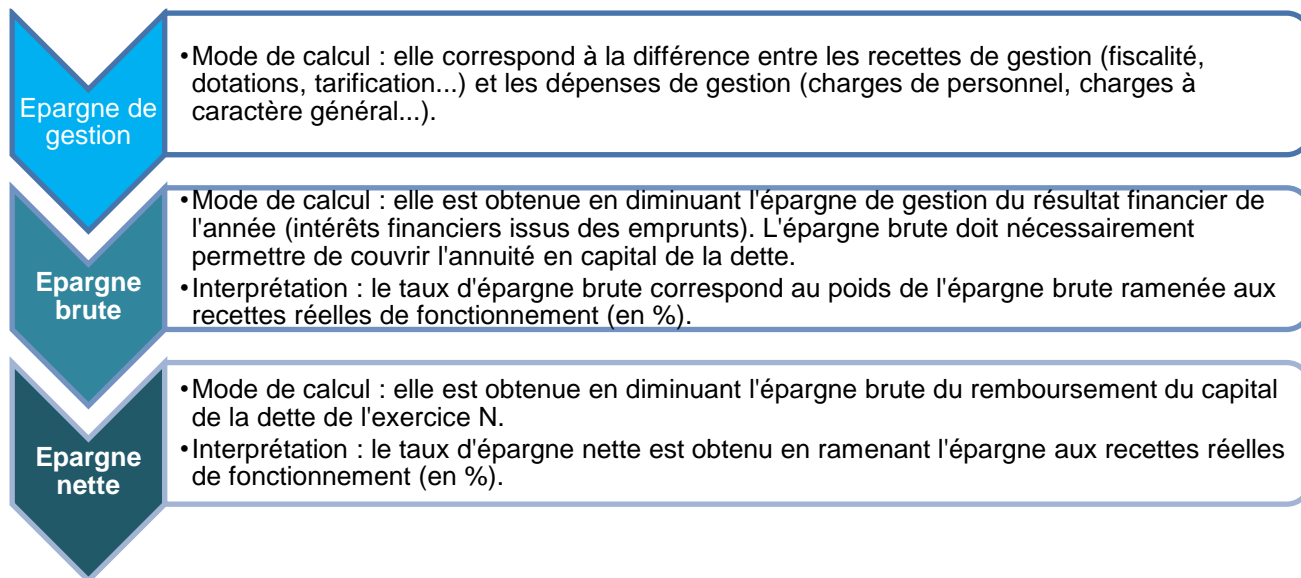 Epargne de
gestion
•Mode de calcul : elle correspond à la différence entre les recettes de gestion (fiscalité,
dotations, tarification...) et les dépenses de gestion (charges de personnel, charges à
caractère général...).
Epargne
brute
•Mode de calcul : elle est obtenue en diminuant l'épargne de gestion du résultat financier de
l'année (intérêts financiers issus des emprunts). L'épargne brute doit nécessairement
permettre de couvrir l'annuité en capital de la dette.
•Interprétation : le taux d'épargne brute correspond au poids de l'épargne brute ramenée aux
recettes réelles de fonctionnement (en %).
Epargne
nette
•Mode de calcul : elle est obtenue en diminuant l'épargne brute du remboursement du capital
de la dette de l'exercice N.
•Interprétation : le taux d'épargne nette est obtenu en ramenant l'épargne aux recettes réelles
de fonctionnement (en %).